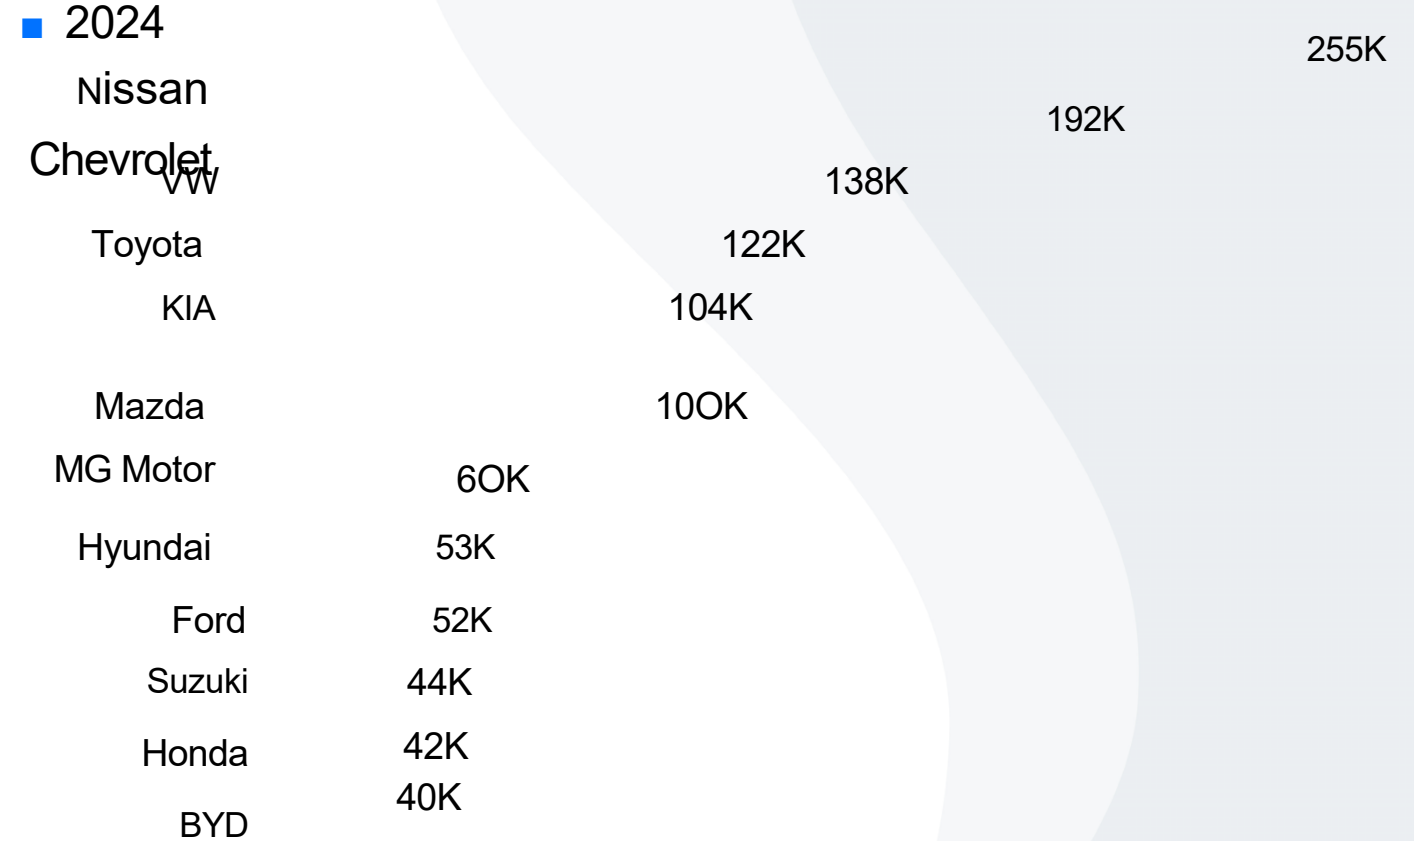 2024
255K
Nissan
192K
Chevrolet
VW 138K
Toyota 122K
KIA 104K
Mazda 10OK
MG Motor 6OK
Hyundai 53K
Ford 52K
Suzuki 44K
Honda 42K
40K
BYD